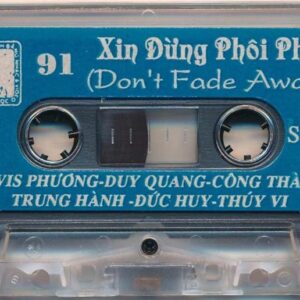 91 Xin Đừng Phôi Ph
(Don't Fade Awa
S
VIS PHƯƠNG-DUY QUANG-CÔNG THÀ
TRUNG HÀNH -ĐỨC HUY-THÚY VI